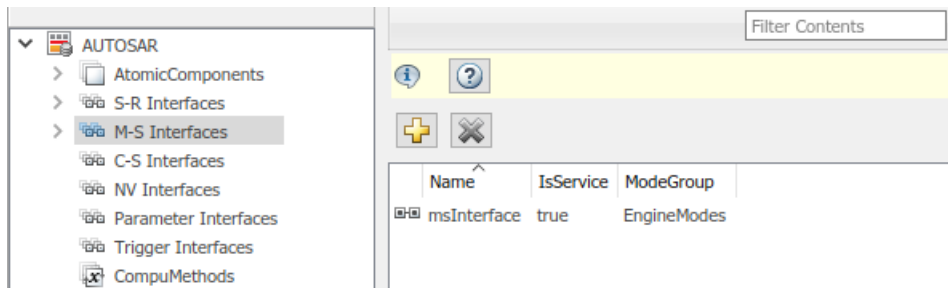 Filter Contents
AUTOSAR
AtomicComponents
S-R Interfaces
M-S Interfaces
C-S Interfaces
NV Interfaces
Parameter Interfaces
Trigger Interfaces
CompuMethods
Name IsService ModeGroup
msInterface true EngineModes